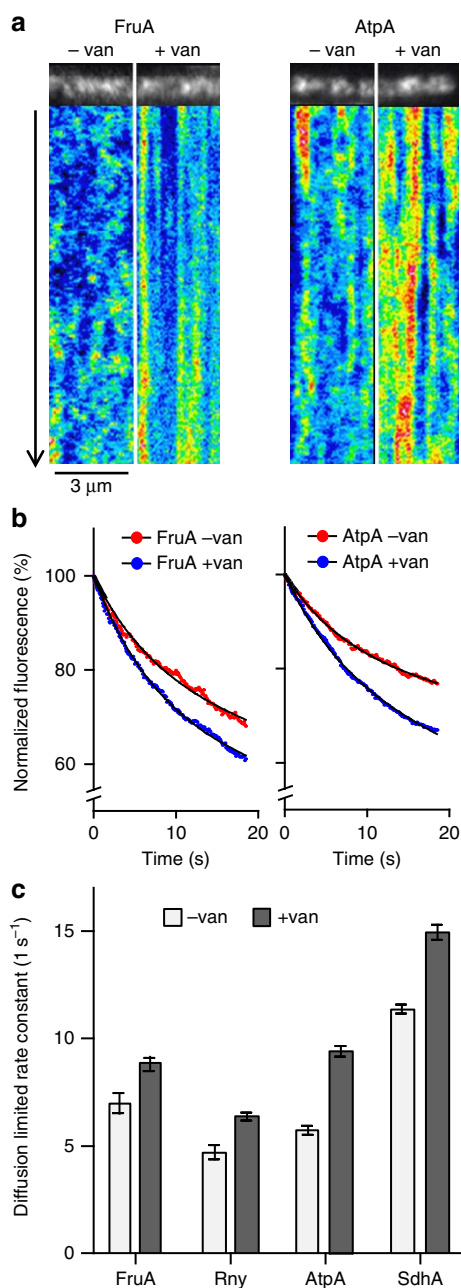 a
FruA AtpA
– van + van – van + van
3 μm
b
FruA –van AtpA –van
FruA +van AtpA +van
Normalized fluorescence (%)
100
80
60
0 10 20 0 10 20
Time (s) Time (s)
c
–van +van
Diffusion limited rate constant (1 s⁻¹)
15
10
5
0
FruA Rny AtpA SdhA